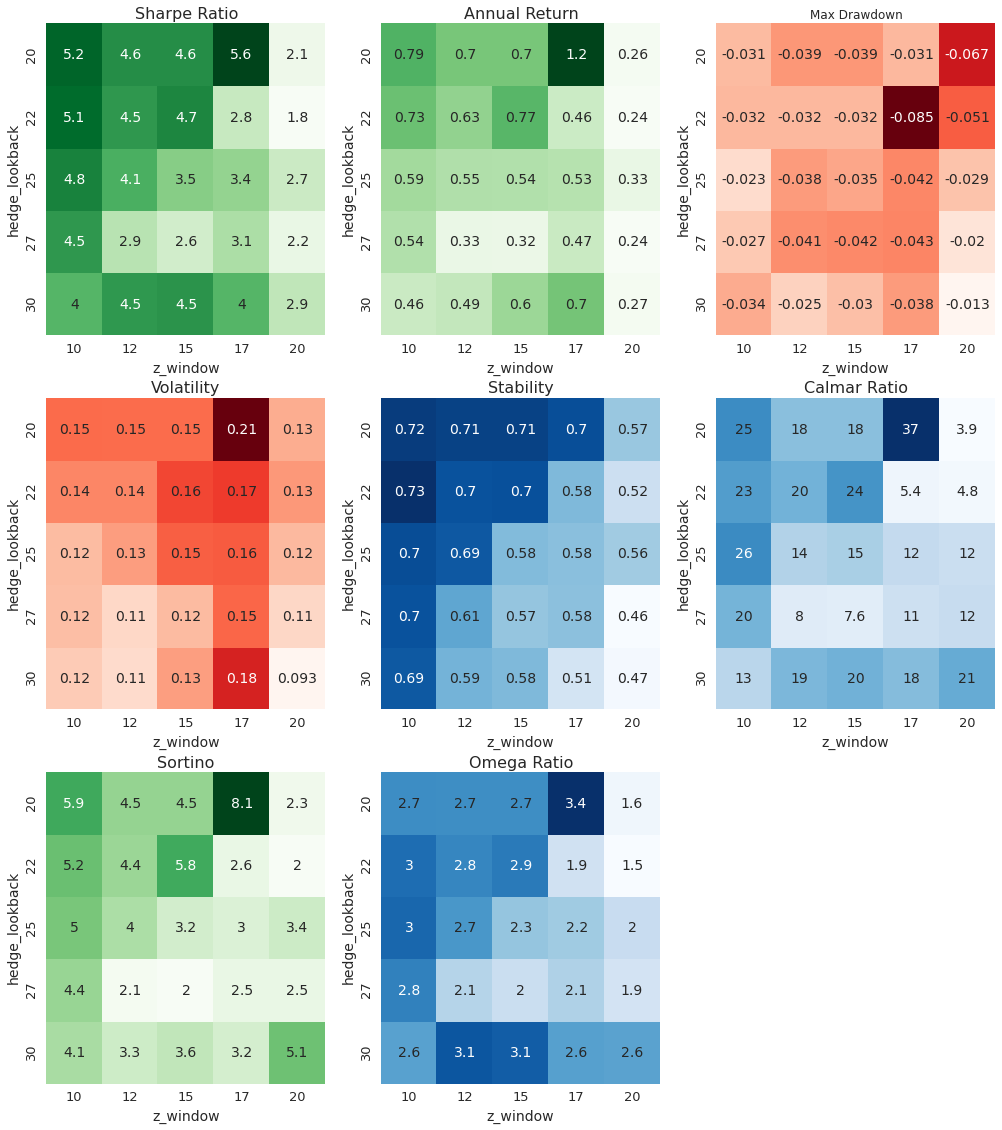 Sharpe Ratio
hedge_lookback
20 5.2 4.6 4.6 5.6 2.1
22 5.1 4.5 4.7 2.8 1.8
25 4.8 4.1 3.5 3.4 2.7
27 4.5 2.9 2.6 3.1 2.2
30 4 4.5 4.5 4 2.9
10 12 15 17 20
z_window
Annual Return
hedge_lookback
20 0.79 0.7 0.7 1.2 0.26
22 0.73 0.63 0.77 0.46 0.24
25 0.59 0.55 0.54 0.53 0.33
27 0.54 0.33 0.32 0.47 0.24
30 0.46 0.49 0.6 0.7 0.27
10 12 15 17 20
z_window
Max Drawdown
hedge_lookback
20 -0.031 -0.039 -0.039 -0.031 -0.067
22 -0.032 -0.032 -0.032 -0.085 -0.051
25 -0.023 -0.038 -0.035 -0.042 -0.029
27 -0.027 -0.041 -0.042 -0.043 -0.02
30 -0.034 -0.025 -0.03 -0.038 -0.013
10 12 15 17 20
z_window
Volatility
hedge_lookback
20 0.15 0.15 0.15 0.21 0.13
22 0.14 0.14 0.16 0.17 0.13
25 0.12 0.13 0.15 0.16 0.12
27 0.12 0.11 0.12 0.15 0.11
30 0.12 0.11 0.13 0.18 0.093
10 12 15 17 20
z_window
Stability
hedge_lookback
20 0.72 0.71 0.71 0.7 0.57
22 0.73 0.7 0.7 0.58 0.52
25 0.7 0.69 0.58 0.58 0.56
27 0.7 0.61 0.57 0.58 0.46
30 0.69 0.59 0.58 0.51 0.47
10 12 15 17 20
z_window
Calmar Ratio
hedge_lookback
20 25 18 18 37 3.9
22 23 20 24 5.4 4.8
25 26 14 15 12 12
27 20 8 7.6 11 12
30 13 19 20 18 21
10 12 15 17 20
z_window
Sortino
hedge_lookback
20 5.9 4.5 4.5 8.1 2.3
22 5.2 4.4 5.8 2.6 2
25 5 4 3.2 3 3.4
27 4.4 2.1 2 2.5 2.5
30 4.1 3.3 3.6 3.2 5.1
10 12 15 17 20
z_window
Omega Ratio
hedge_lookback
20 2.7 2.7 2.7 3.4 1.6
22 3 2.8 2.9 1.9 1.5
25 3 2.7 2.3 2.2 2
27 2.8 2.1 2 2.1 1.9
30 2.6 3.1 3.1 2.6 2.6
10 12 15 17 20
z_window